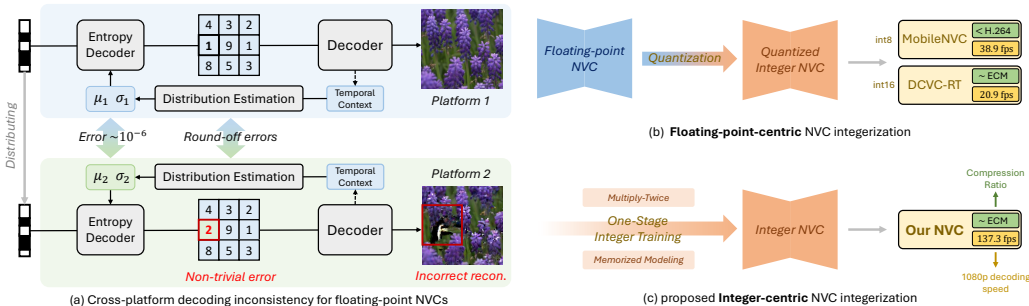 Distributing
Entropy
Decoder
4 3 2
1 9 1
8 5 3
Decoder
μ₁ σ₁
Distribution Estimation
Temporal
Context
Platform 1
Error ~10⁻⁶
Round-off errors
μ₂ σ₂
Distribution Estimation
Temporal
Context
Platform 2
Entropy
Decoder
4 3 2
2 9 1
8 5 3
Decoder
Non-trivial error
Incorrect recon.
(a) Cross-platform decoding inconsistency for floating-point NVCs
Floating-point
NVC
Quantization
Quantized
Integer NVC
int8
MobileNVC
< H.264
38.9 fps
int16
DCVC-RT
~ ECM
20.9 fps
(b) Floating-point-centric NVC integerization
Multiply-Twice
One-Stage
Integer Training
Memorized Modeling
Integer NVC
Compression
Ratio
Our NVC
~ ECM
137.3 fps
1080p decoding
speed
(c) proposed Integer-centric NVC integerization